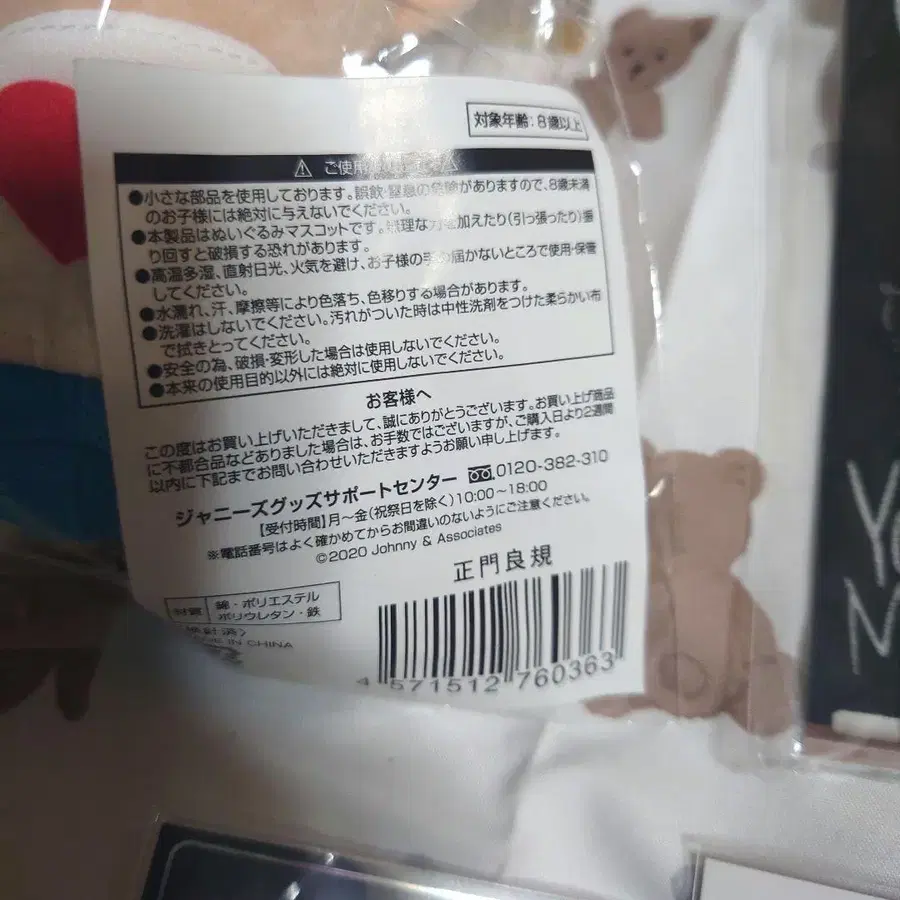 対象年齢:8歳以上
⚠ ご使用
●小さな部品を使用しております。誤飲・窒息の危険がありますので、8歳未満
のお子様には絶対に与えないでください。
●本製品はぬいぐるみマスコットです。無理な力を加えたり(引っ張ったり)振
り回すと破損する恐れがあります。
●高温多湿、直射日光、火気を避け、お子様の手の届かないところで使用・保管
してください。
●水濡れ、汗、摩擦等により色落ち、色移りする場合があります。
●洗濯はしないでください。汚れがついた時は中性洗剤をつけた柔らかい布
で拭きとってください。
●安全の為、破損・変形した場合は使用しないでください。
●本来の使用目的以外には絶対に使用しないでください。
お客様へ
この度はお買い上げいただきまして、誠にありがとうございます。お買い上げ商品
に不都合品などありました場合は、お手数ではございますが、ご購入日より2週間
以内に下記までお問い合わせいただきますようお願い申し上げます。
ジャニーズグッズサポートセンター 0120-382-310
【受付時間】月~金(祝祭日を除く)10:00~18:00
※電話番号はよく確かめてからお間違いのないようにご注意ください。
©2020 Johnny & Associates
正門良規
材質 綿・ポリエステル
ポリウレタン・鉄
MADE IN CHINA
4 571512 760363